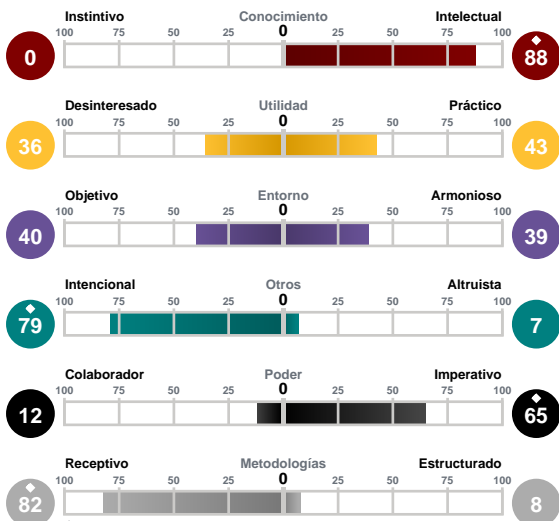 Instintivo Conocimiento Intelectual
100 75 50 25 0 25 50 75 100
0 88
Desinteresado Utilidad Práctico
100 75 50 25 0 25 50 75 100
36 43
Objetivo Entorno Armonioso
100 75 50 25 0 25 50 75 100
40 39
Intencional Otros Altruista
100 75 50 25 0 25 50 75 100
79 7
Colaborador Poder Imperativo
100 75 50 25 0 25 50 75 100
12 65
Receptivo Metodologías Estructurado
100 75 50 25 0 25 50 75 100
82 8